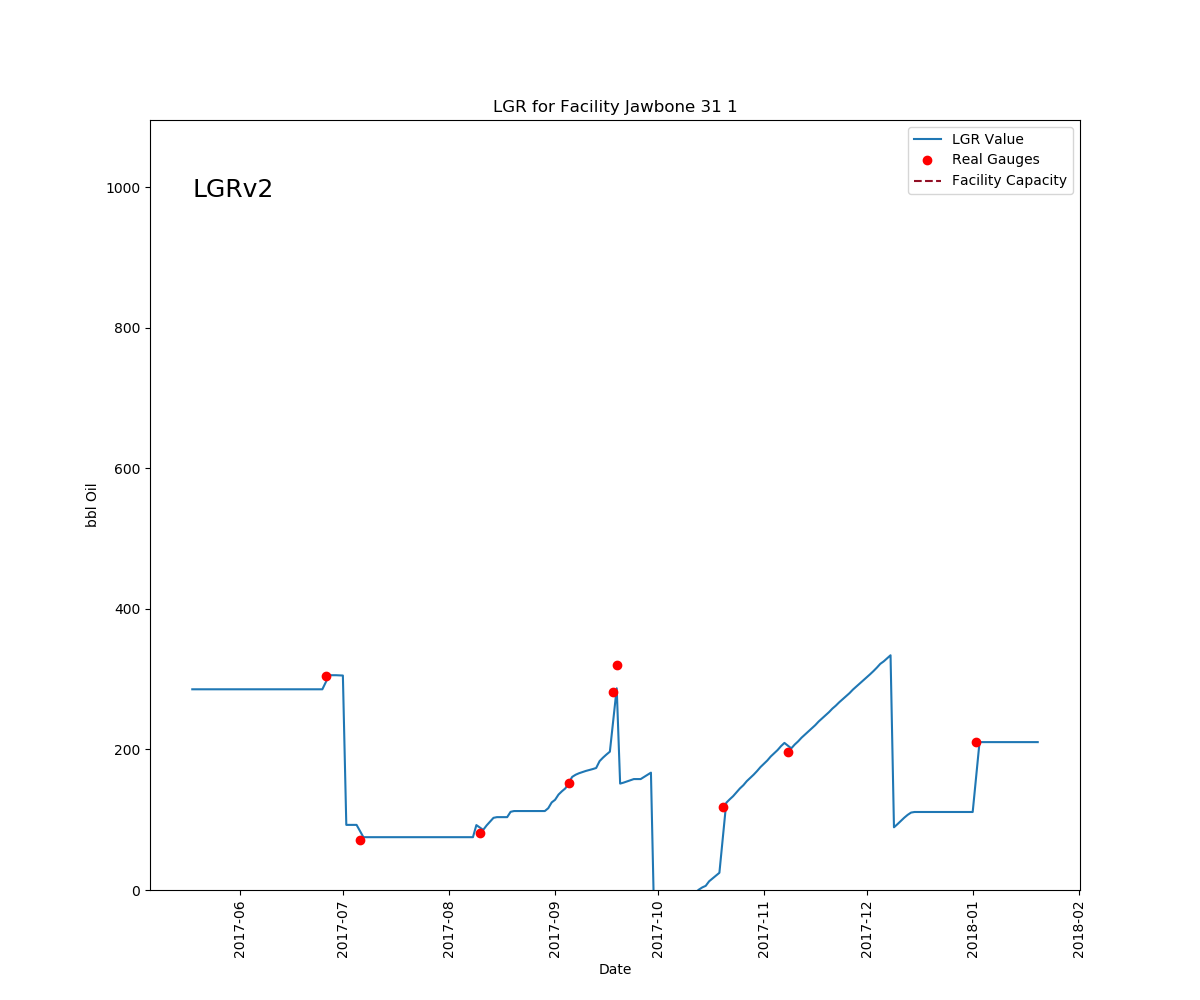 LGR for Facility Jawbone 31 1
LGR Value
Real Gauges
Facility Capacity
LGRv2
1000
800
600
400
200
0
bbl Oil
2017-06
2017-07
2017-08
2017-09
2017-10
2017-11
2017-12
2018-01
2018-02
Date